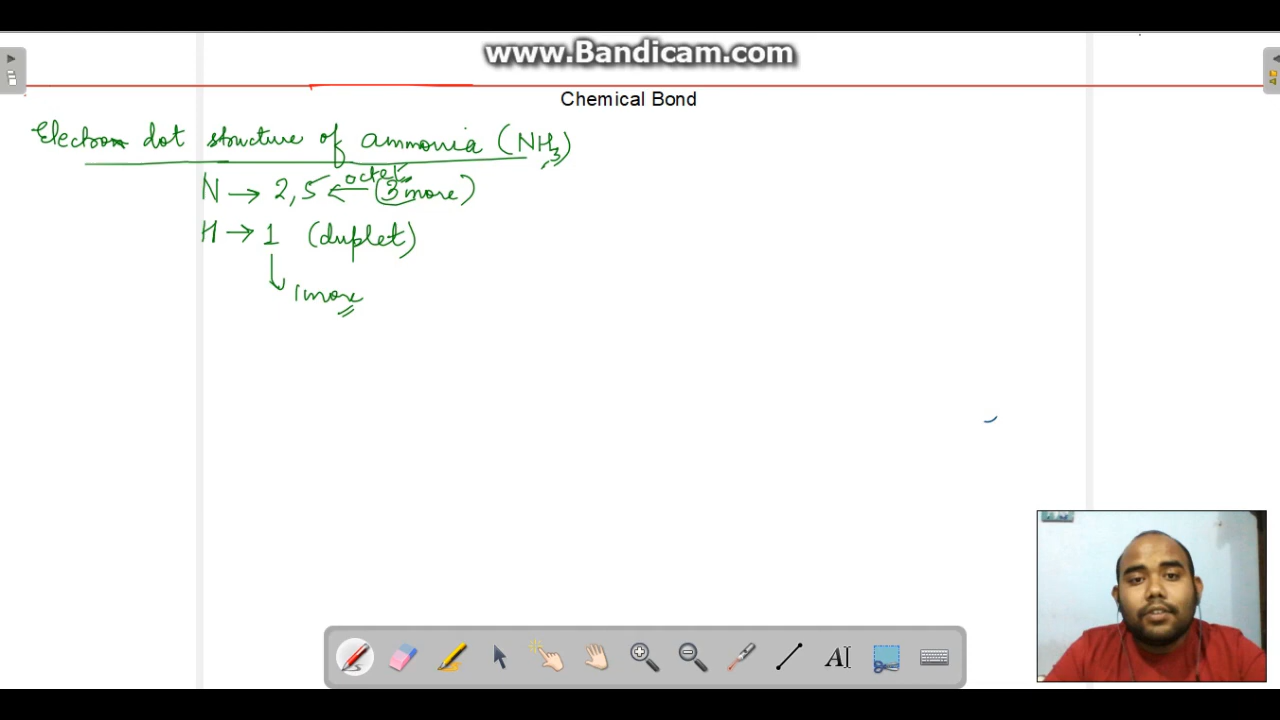 www.Bandicam.com
Chemical Bond
Electron dot structure of ammonia (NH₃)
N → 2,5 ← octet (3 more)
H → 1 (duplet)
↓ 1 more
A